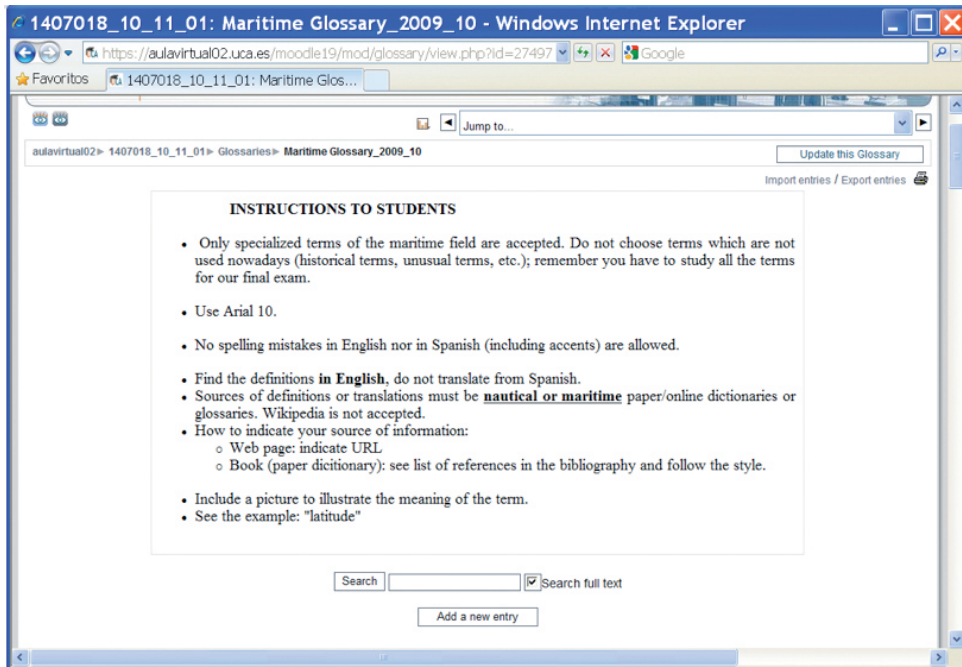 1407018_10_11_01: Maritime Glossary_2009_10 - Windows Internet Explorer
https://aulavirtual02.uca.es/moodle19/mod/glossary/view.php?id=27497
Google
Favoritos
1407018_10_11_01: Maritime Glos...
Jump to...
aulavirtual02 ► 1407018_10_11_01 ► Glossaries ► Maritime Glossary_2009_10
Update this Glossary
Import entries / Export entries
INSTRUCTIONS TO STUDENTS
• Only specialized terms of the maritime field are accepted. Do not choose terms which are not
used nowadays (historical terms, unusual terms, etc.); remember you have to study all the terms
for our final exam.
• Use Arial 10.
• No spelling mistakes in English nor in Spanish (including accents) are allowed.
• Find the definitions in English, do not translate from Spanish.
• Sources of definitions or translations must be nautical or maritime paper/online dictionaries or
glossaries. Wikipedia is not accepted.
• How to indicate your source of information:
o Web page: indicate URL
o Book (paper dicitionary): see list of references in the bibliography and follow the style.
• Include a picture to illustrate the meaning of the term.
• See the example: "latitude"
Search
Search full text
Add a new entry